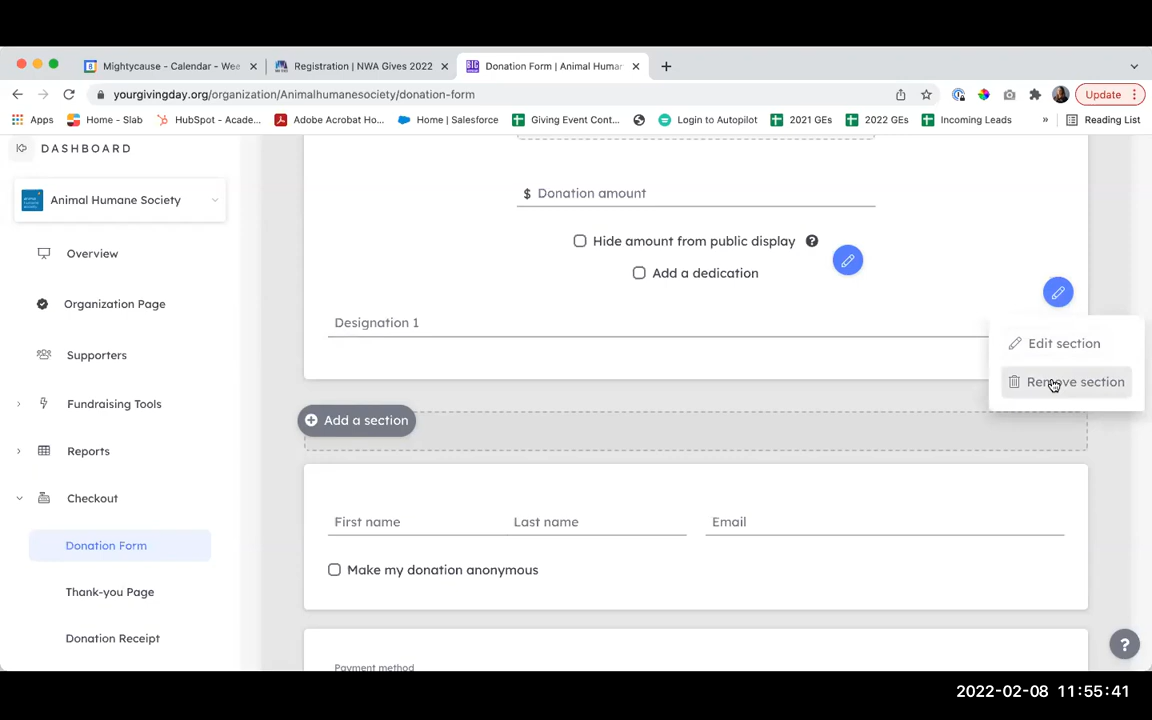 Mightycause - Calendar - Wee
Registration | NWA Gives 2022
Donation Form | Animal Humar
yourgivingday.org/organization/Animalhumanesociety/donation-form
Update
Apps
Home - Slab
HubSpot - Acade...
Adobe Acrobat Ho...
Home | Salesforce
Giving Event Cont...
Login to Autopilot
2021 GEs
2022 GEs
Incoming Leads
»
Reading List
DASHBOARD
Animal Humane Society
Overview
Organization Page
Supporters
Fundraising Tools
Reports
Checkout
Donation Form
Thank-you Page
Donation Receipt
$ Donation amount
Hide amount from public display ?
Add a dedication
Designation 1
Edit section
Remove section
Add a section
First name
Last name
Email
Make my donation anonymous
Payment method
?
2022-02-08 11:55:41